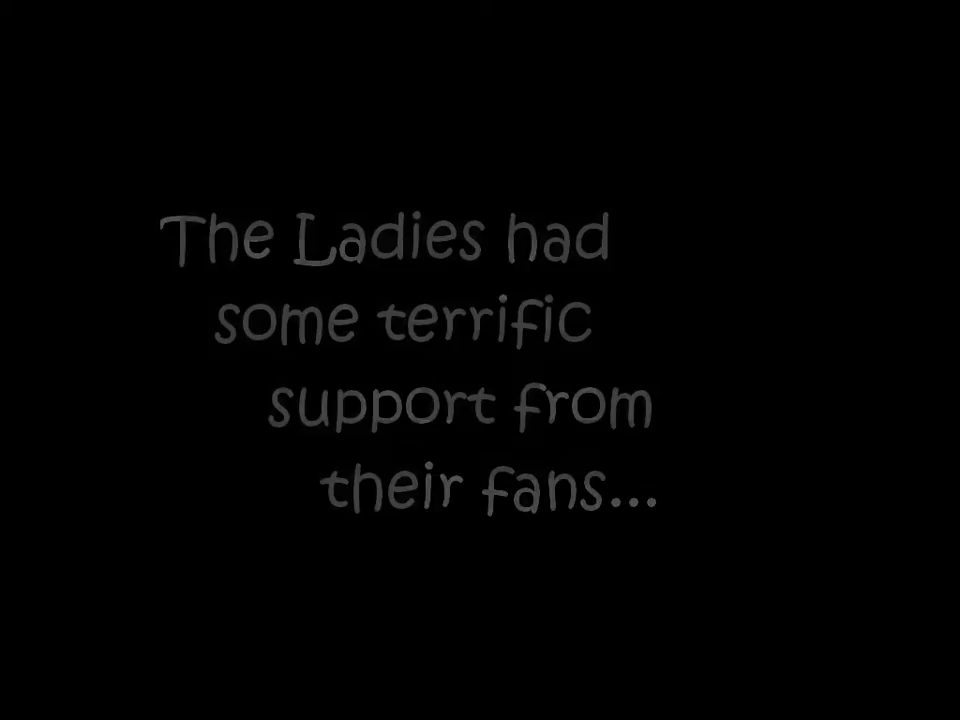 The Ladies had
some terrific
support from
their fans...